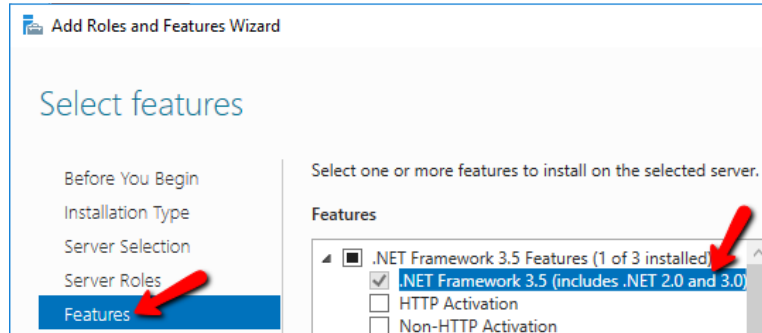 Add Roles and Features Wizard
Select features
Before You Begin
Installation Type
Server Selection
Server Roles
Features
Select one or more features to install on the selected server.
Features
.NET Framework 3.5 Features (1 of 3 installed)
.NET Framework 3.5 (includes .NET 2.0 and 3.0)
HTTP Activation
Non-HTTP Activation